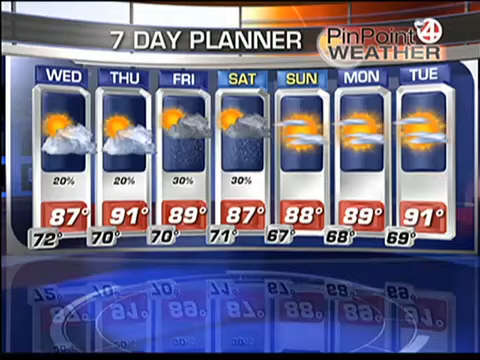 7 DAY PLANNER
PinPoint 4
WEATHER
WED THU FRI SAT SUN MON TUE
20% 20% 30% 30%
87° 91° 89° 87° 88° 89° 91°
72° 70° 70° 71° 67° 68° 69°